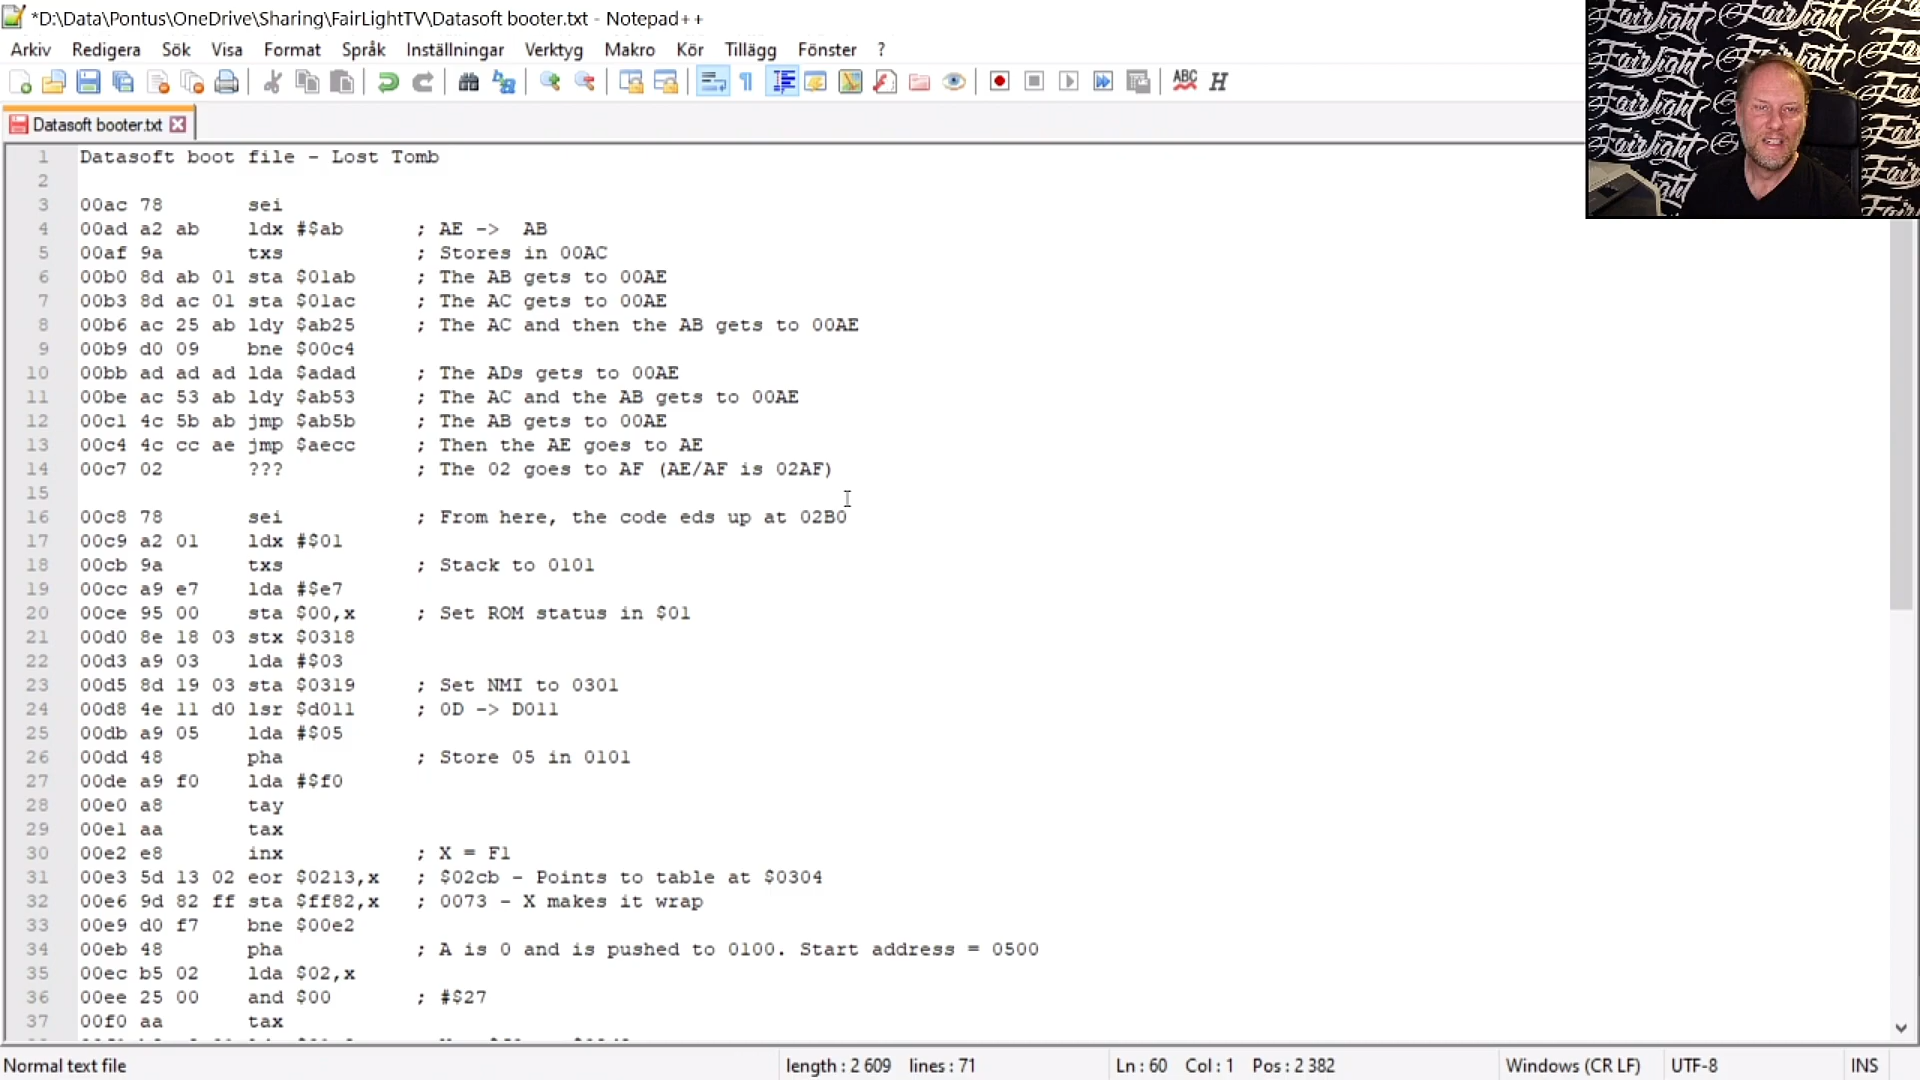 *D:\Data\Pontus\OneDrive\Sharing\FairLightTV\Datasoft booter.txt - Notepad++
Arkiv Redigera Sök Visa Format Språk Inställningar Verktyg Makro Kör Tillägg Fönster ?
ABC H
Datasoft booter.txt
1 Datasoft boot file - Lost Tomb
2
3 00ac 78 sei
4 00ad a2 ab ldx #$ab ; AE -> AB
5 00af 9a txs ; Stores in 00AC
6 00b0 8d ab 01 sta $01ab ; The AB gets to 00AE
7 00b3 8d ac 01 sta $01ac ; The AC gets to 00AE
8 00b6 ac 25 ab ldy $ab25 ; The AC and then the AB gets to 00AE
9 00b9 d0 09 bne $00c4
10 00bb ad ad ad lda $adad ; The ADs gets to 00AE
11 00be ac 53 ab ldy $ab53 ; The AC and the AB gets to 00AE
12 00c1 4c 5b ab jmp $ab5b ; The AB gets to 00AE
13 00c4 4c cc ae jmp $aecc ; Then the AE goes to AE
14 00c7 02 ??? ; The 02 goes to AF (AE/AF is 02AF)
15
16 00c8 78 sei ; From here, the code eds up at 02B0
17 00c9 a2 01 ldx #$01
18 00cb 9a txs ; Stack to 0101
19 00cc a9 e7 lda #$e7
20 00ce 95 00 sta $00,x ; Set ROM status in $01
21 00d0 8e 18 03 stx $0318
22 00d3 a9 03 lda #$03
23 00d5 8d 19 03 sta $0319 ; Set NMI to 0301
24 00d8 4e 11 d0 lsr $d011 ; 0D -> D011
25 00db a9 05 lda #$05
26 00dd 48 pha ; Store 05 in 0101
27 00de a9 f0 lda #$f0
28 00e0 a8 tay
29 00e1 aa tax
30 00e2 e8 inx ; X = F1
31 00e3 5d 13 02 eor $0213,x ; $02cb - Points to table at $0304
32 00e6 9d 82 ff sta $ff82,x ; 0073 - X makes it wrap
33 00e9 d0 f7 bne $00e2
34 00eb 48 pha ; A is 0 and is pushed to 0100. Start address = 0500
35 00ec b5 02 lda $02,x
36 00ee 25 00 and $00 ; #$27
37 00f0 aa tax
Normal text file length : 2 609 lines : 71 Ln : 60 Col : 1 Pos : 2 382 Windows (CR LF) UTF-8 INS
Fairlight